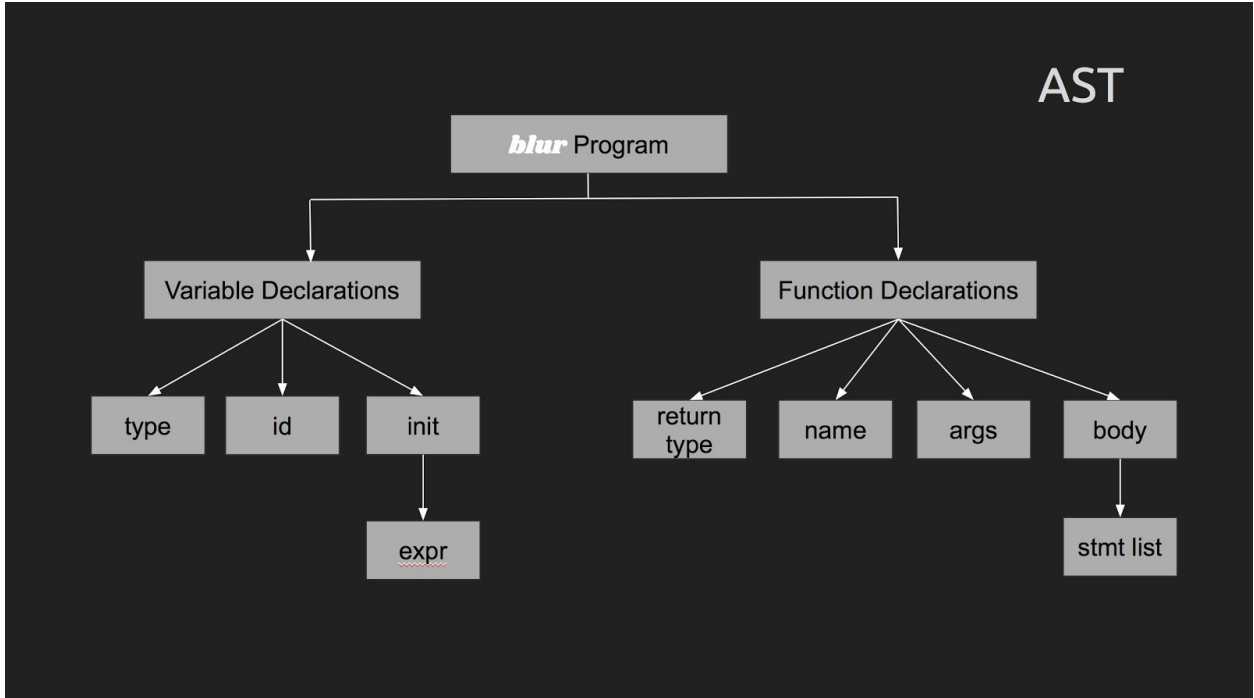 AST
blur Program
Variable Declarations
Function Declarations
type
id
init
return
type
name
args
body
expr
stmt list